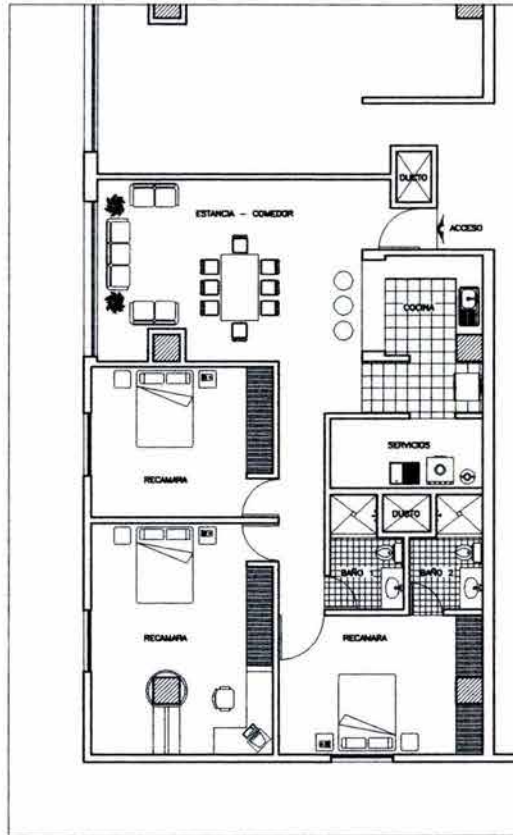 DUCTO
ESTANCIA - COMEDOR
ACCESO
COCINA
SERVICIOS
RECAMARA
DUCTO
BAÑO 1
BAÑO 2
RECAMARA
RECAMARA